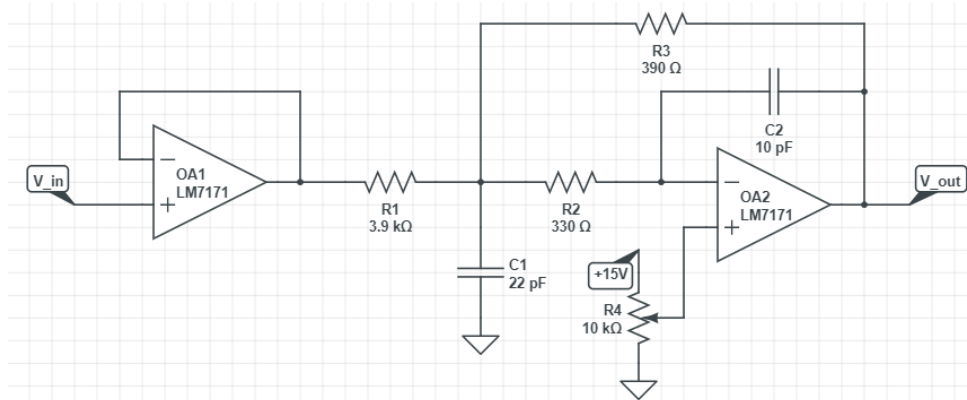 R3
390 Ω
C2
10 pF
OA1
LM7171
V_in
R1
3.9 kΩ
R2
330 Ω
OA2
LM7171
V_out
C1
22 pF
+15V
R4
10 kΩ